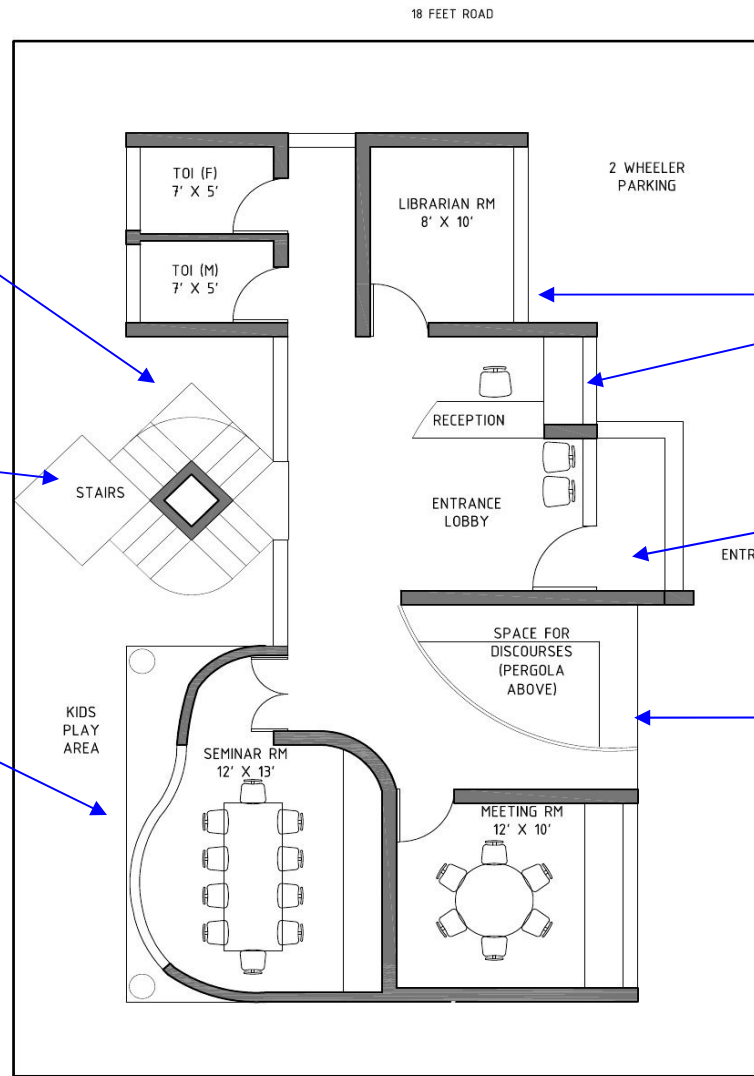 18 FEET ROAD
TOI (F)
7' X 5'
2 WHEELER
PARKING
LIBRARIAN RM
8' X 10'
TOI (M)
7' X 5'
RECEPTION
STAIRS
ENTRANCE
LOBBY
ENTR
SPACE FOR
DISCOURSES
(PERGOLA
ABOVE)
KIDS
PLAY
AREA
SEMINAR RM
12' X 13'
MEETING RM
12' X 10'